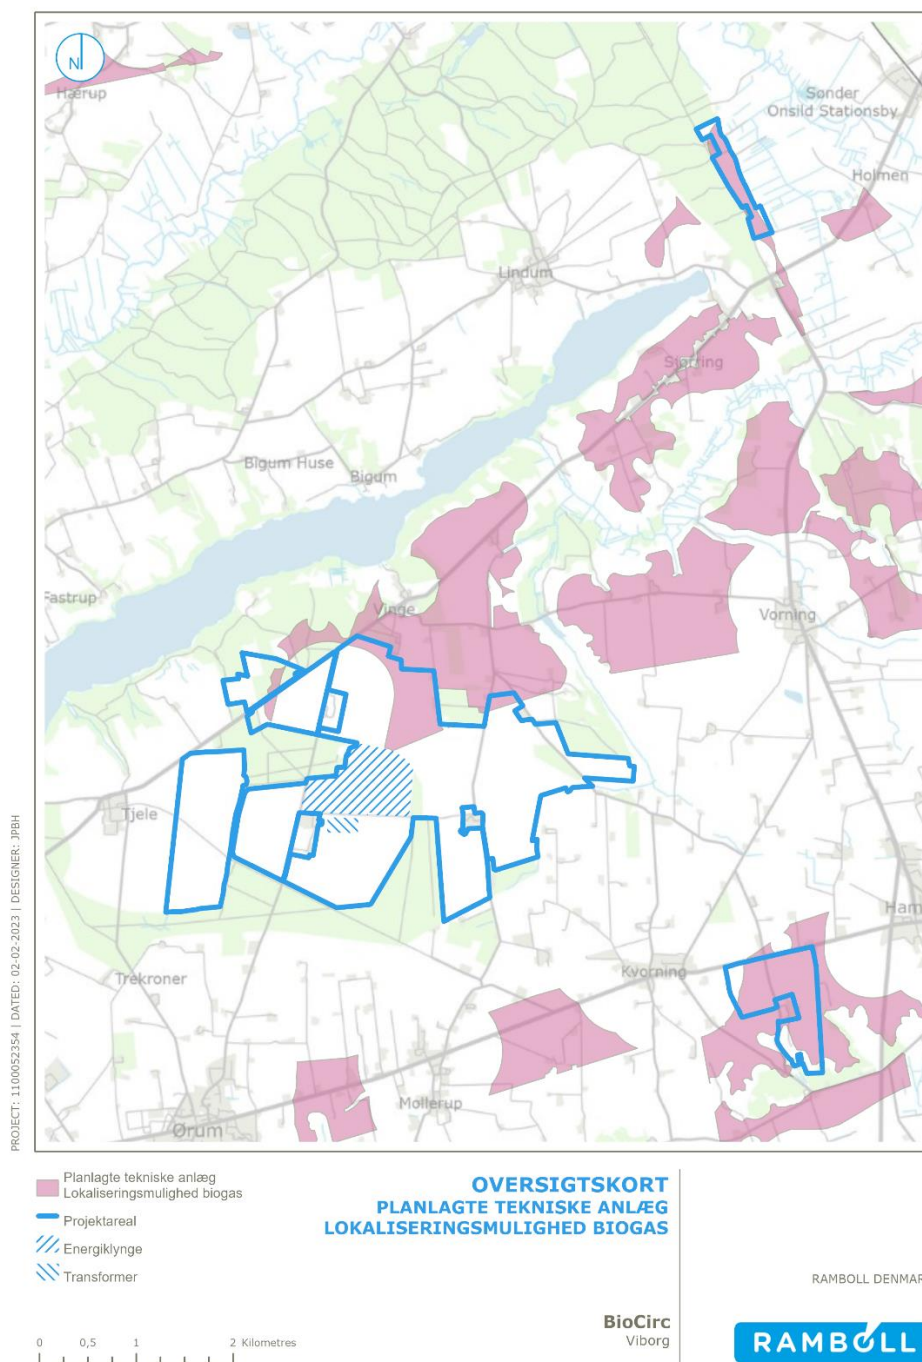 N
Hærup
Sønder
Onsild Stationsby
Holmen
Lindum
Sjørring
Bigum Huse
Bigum
Fastrup
Vinge
Vorning
Tjele
Ham
Trekroner
Kvorning
Mollerup
Ørum
PROJECT: 1100052354 | DATED: 02-02-2023 | DESIGNER: JPBH
Planlagte tekniske anlæg
Lokaliseringsmulighed biogas
Projektareal
Energiklynge
Transformer
OVERSIGTSKORT
PLANLAGTE TEKNISKE ANLÆG
LOKALISERINGSMULIGHED BIOGAS
RAMBOLL DENMAR
BioCirc
Viborg
0 0,5 1 2 Kilometres
RAMBOLL